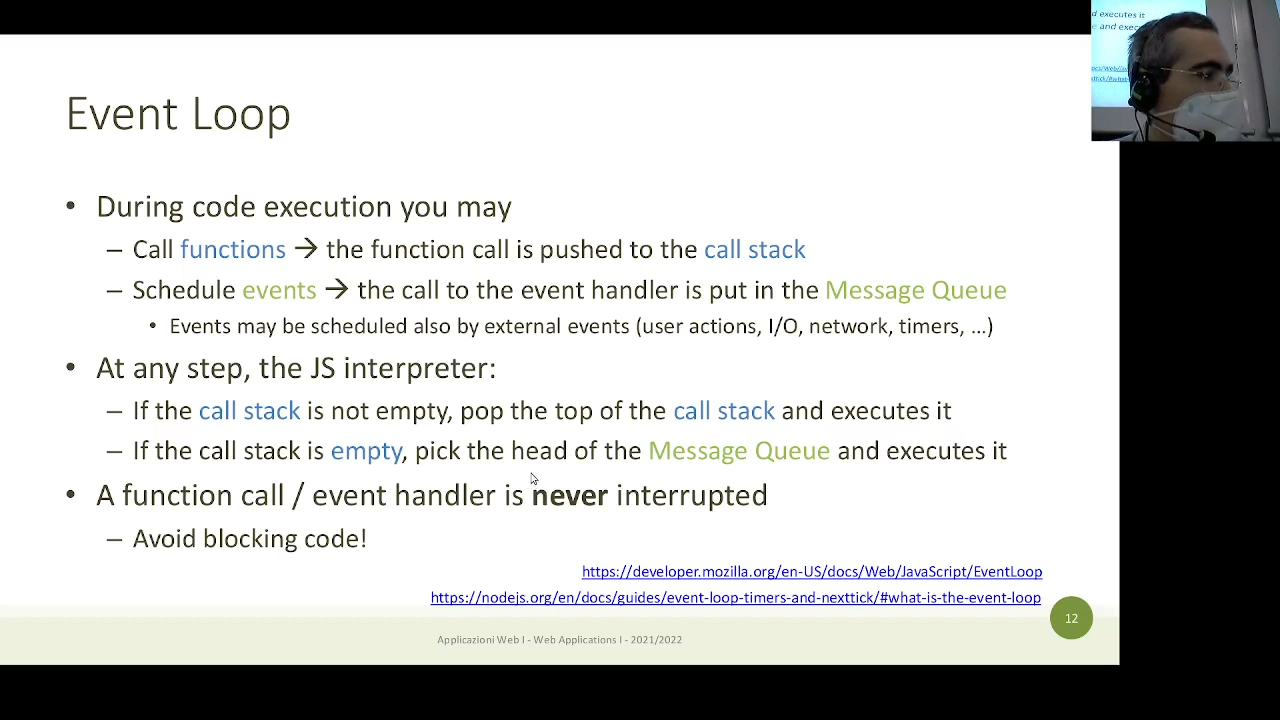 Event Loop
• During code execution you may
– Call functions → the function call is pushed to the call stack
– Schedule events → the call to the event handler is put in the Message Queue
• Events may be scheduled also by external events (user actions, I/O, network, timers, …)
• At any step, the JS interpreter:
– If the call stack is not empty, pop the top of the call stack and executes it
– If the call stack is empty, pick the head of the Message Queue and executes it
• A function call / event handler is never interrupted
– Avoid blocking code!
https://developer.mozilla.org/en-US/docs/Web/JavaScript/EventLoop
https://nodejs.org/en/docs/guides/event-loop-timers-and-nexttick/#what-is-the-event-loop
Applicazioni Web I - Web Applications I - 2021/2022
12
executes it